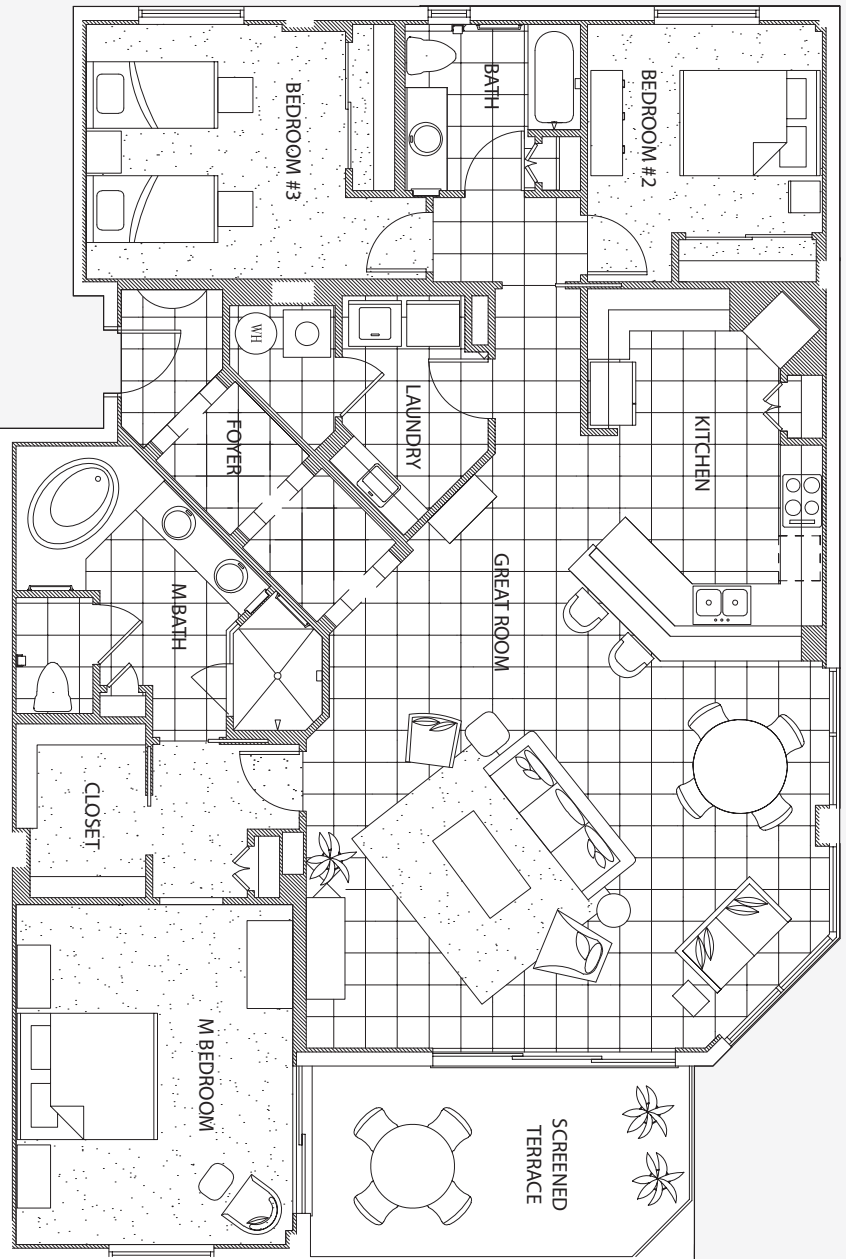 BEDROOM #3
BATH
BEDROOM #2
WH
LAUNDRY
FOYER
KITCHEN
GREAT ROOM
M.BATH
CLOSET
M BEDROOM
SCREENED
TERRACE